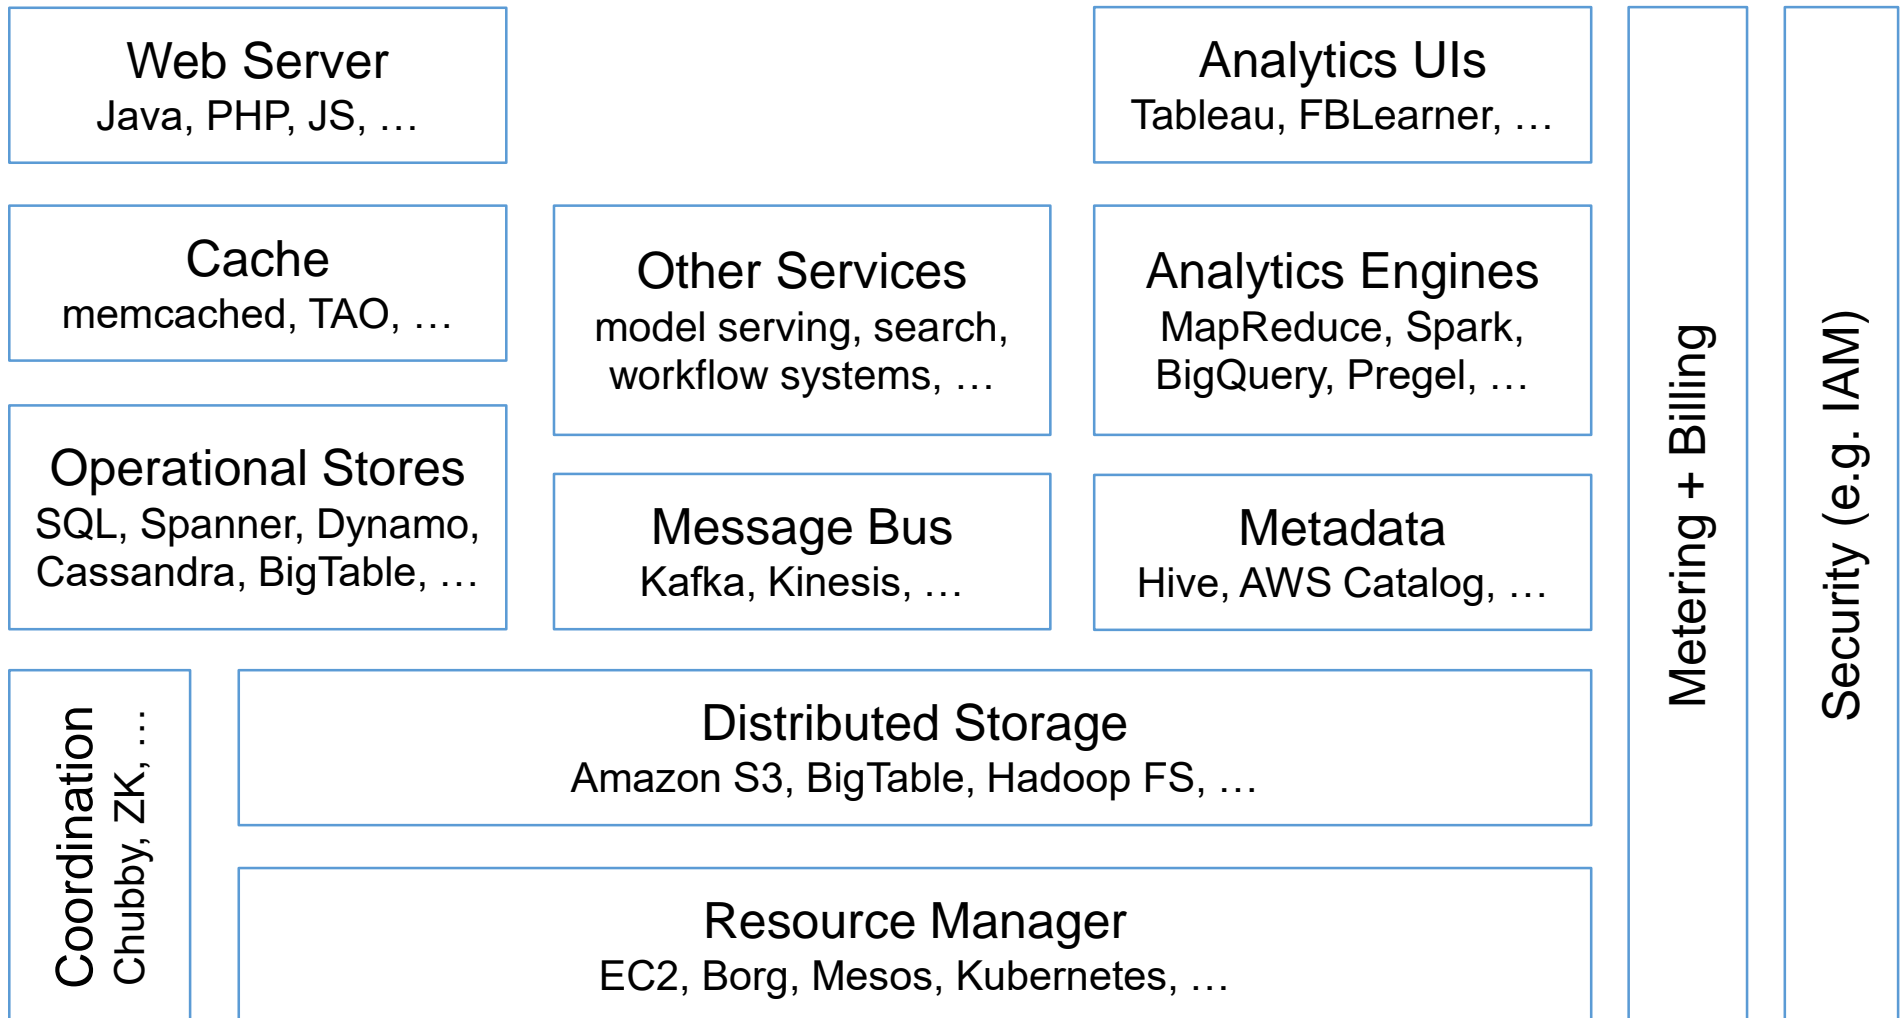 Web Server
Java, PHP, JS, …
Analytics UIs
Tableau, FBLearner, …
Cache
memcached, TAO, …
Other Services
model serving, search,
workflow systems, …
Analytics Engines
MapReduce, Spark,
BigQuery, Pregel, …
Operational Stores
SQL, Spanner, Dynamo,
Cassandra, BigTable, …
Message Bus
Kafka, Kinesis, …
Metadata
Hive, AWS Catalog, …
Coordination
Chubby, ZK, …
Distributed Storage
Amazon S3, BigTable, Hadoop FS, …
Resource Manager
EC2, Borg, Mesos, Kubernetes, …
Metering + Billing
Security (e.g. IAM)